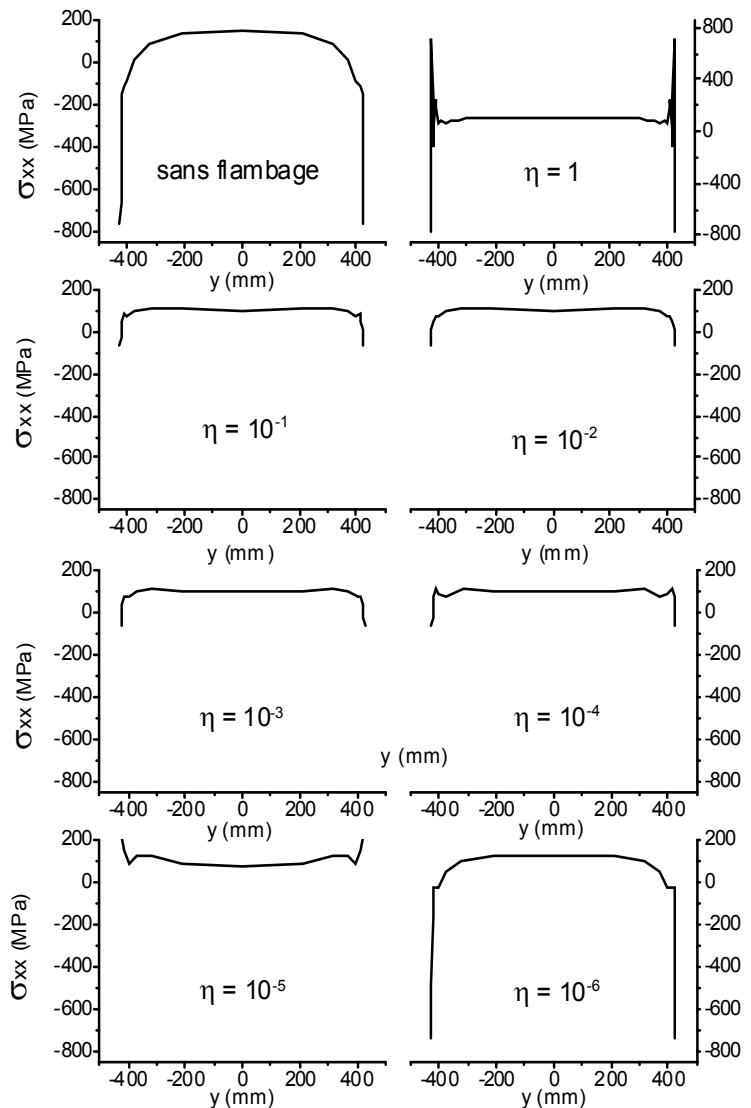 200 800
0 400
-200 0
-400 -400
-600 -800
-800
σxx (MPa)
sans flambage
η = 1
-400 -200 0 200 400 -400 -200 0 200 400
y (mm) y (mm)
200 200
0 0
-200 -200
-400 -400
-600 -600
-800 -800
σxx (MPa)
η = 10⁻¹ η = 10⁻²
-400 -200 0 200 400 -400 -200 0 200 400
y (mm) y (mm)
200 200
0 0
-200 -200
-400 -400
-600 -600
-800 -800
σxx (MPa)
η = 10⁻³ η = 10⁻⁴
y (mm)
-400 -200 0 200 400 -400 -200 0 200 400
y (mm) y (mm)
200 200
0 0
-200 -200
-400 -400
-600 -600
-800 -800
σxx (MPa)
η = 10⁻⁵ η = 10⁻⁶
-400 -200 0 200 400 -400 -200 0 200 400
y (mm) y (mm)